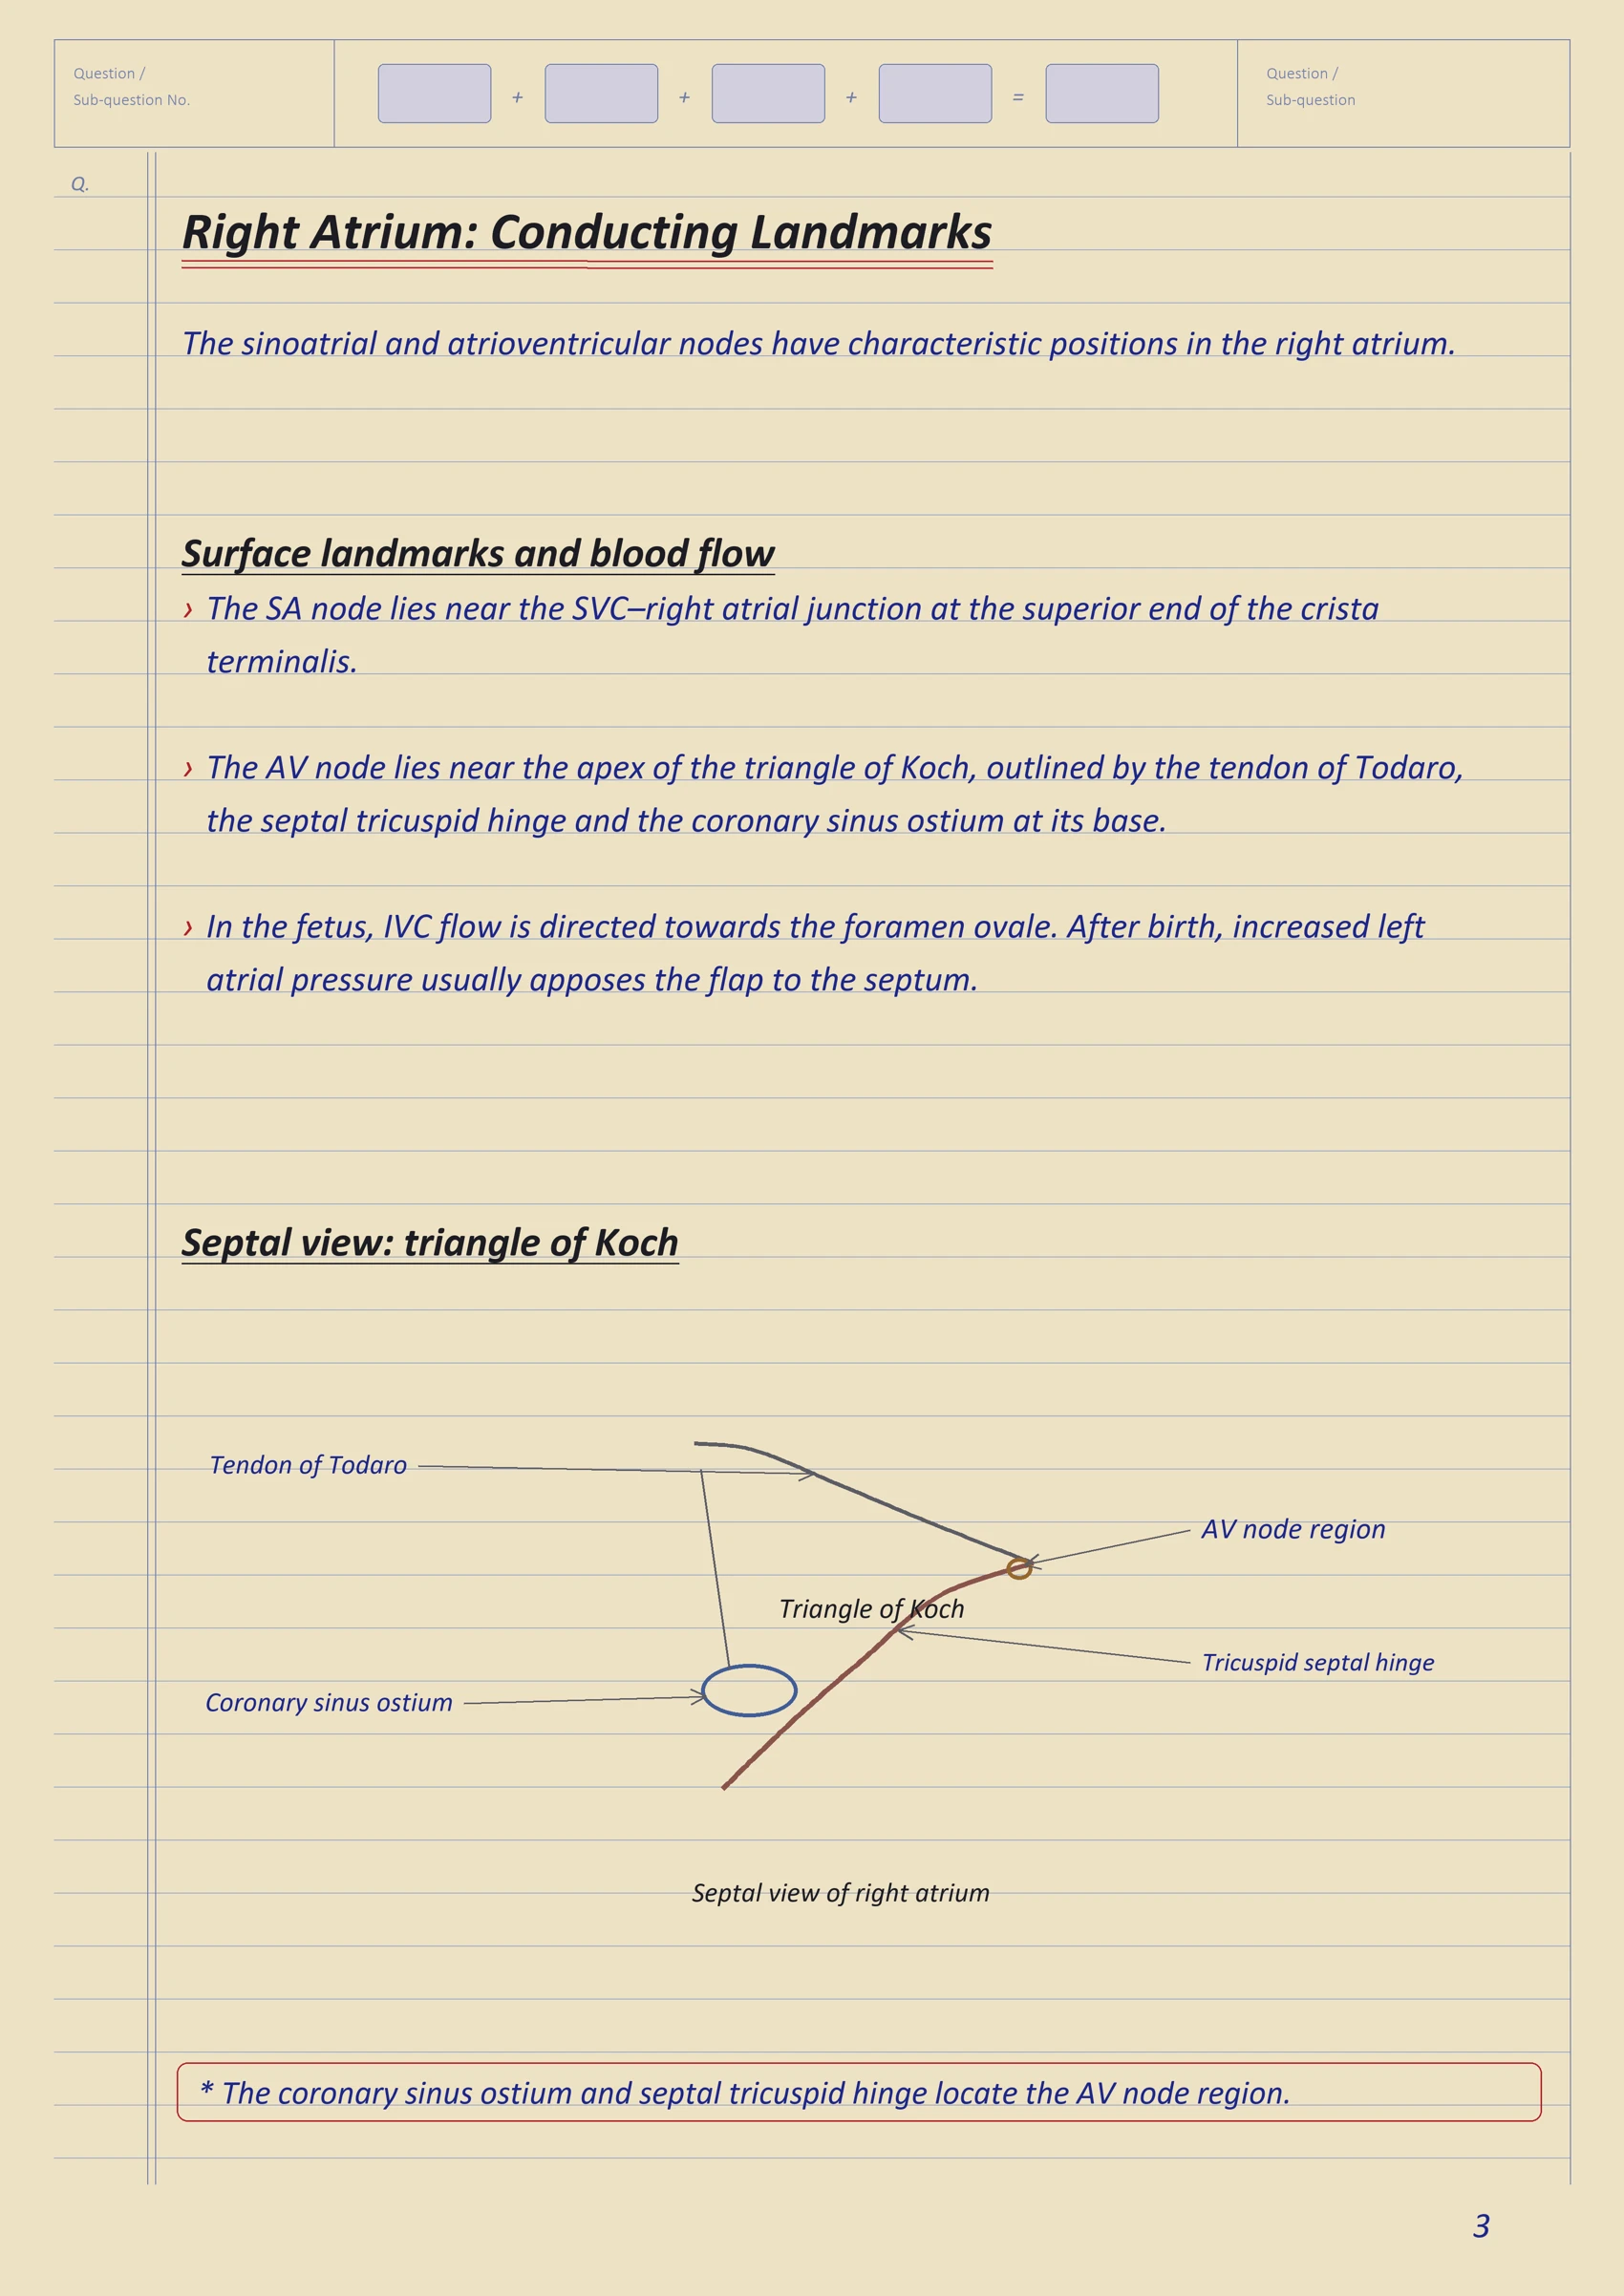 Question /
Sub-question No.
+ + + =
Question /
Sub-question
Q.
Right Atrium: Conducting Landmarks
The sinoatrial and atrioventricular nodes have characteristic positions in the right atrium.
Surface landmarks and blood flow
› The SA node lies near the SVC–right atrial junction at the superior end of the crista
terminalis.
› The AV node lies near the apex of the triangle of Koch, outlined by the tendon of Todaro,
the septal tricuspid hinge and the coronary sinus ostium at its base.
› In the fetus, IVC flow is directed towards the foramen ovale. After birth, increased left
atrial pressure usually apposes the flap to the septum.
Septal view: triangle of Koch
Tendon of Todaro
AV node region
Triangle of Koch
Tricuspid septal hinge
Coronary sinus ostium
Septal view of right atrium
* The coronary sinus ostium and septal tricuspid hinge locate the AV node region.
3